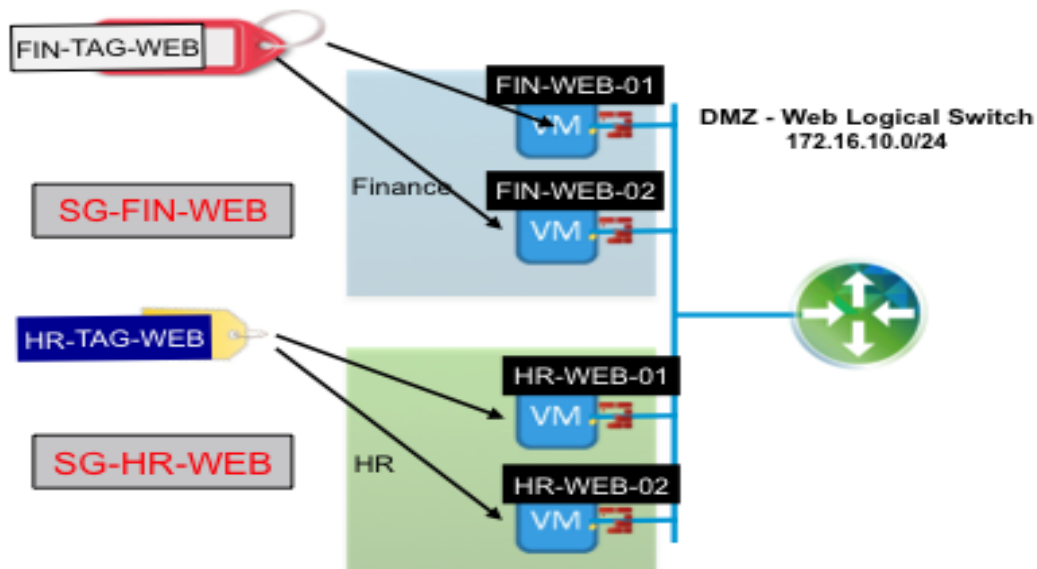 FIN-TAG-WEB
FIN-WEB-01
VM
DMZ - Web Logical Switch
172.16.10.0/24
Finance
FIN-WEB-02
VM
SG-FIN-WEB
HR-TAG-WEB
HR-WEB-01
VM
SG-HR-WEB
HR
HR-WEB-02
VM